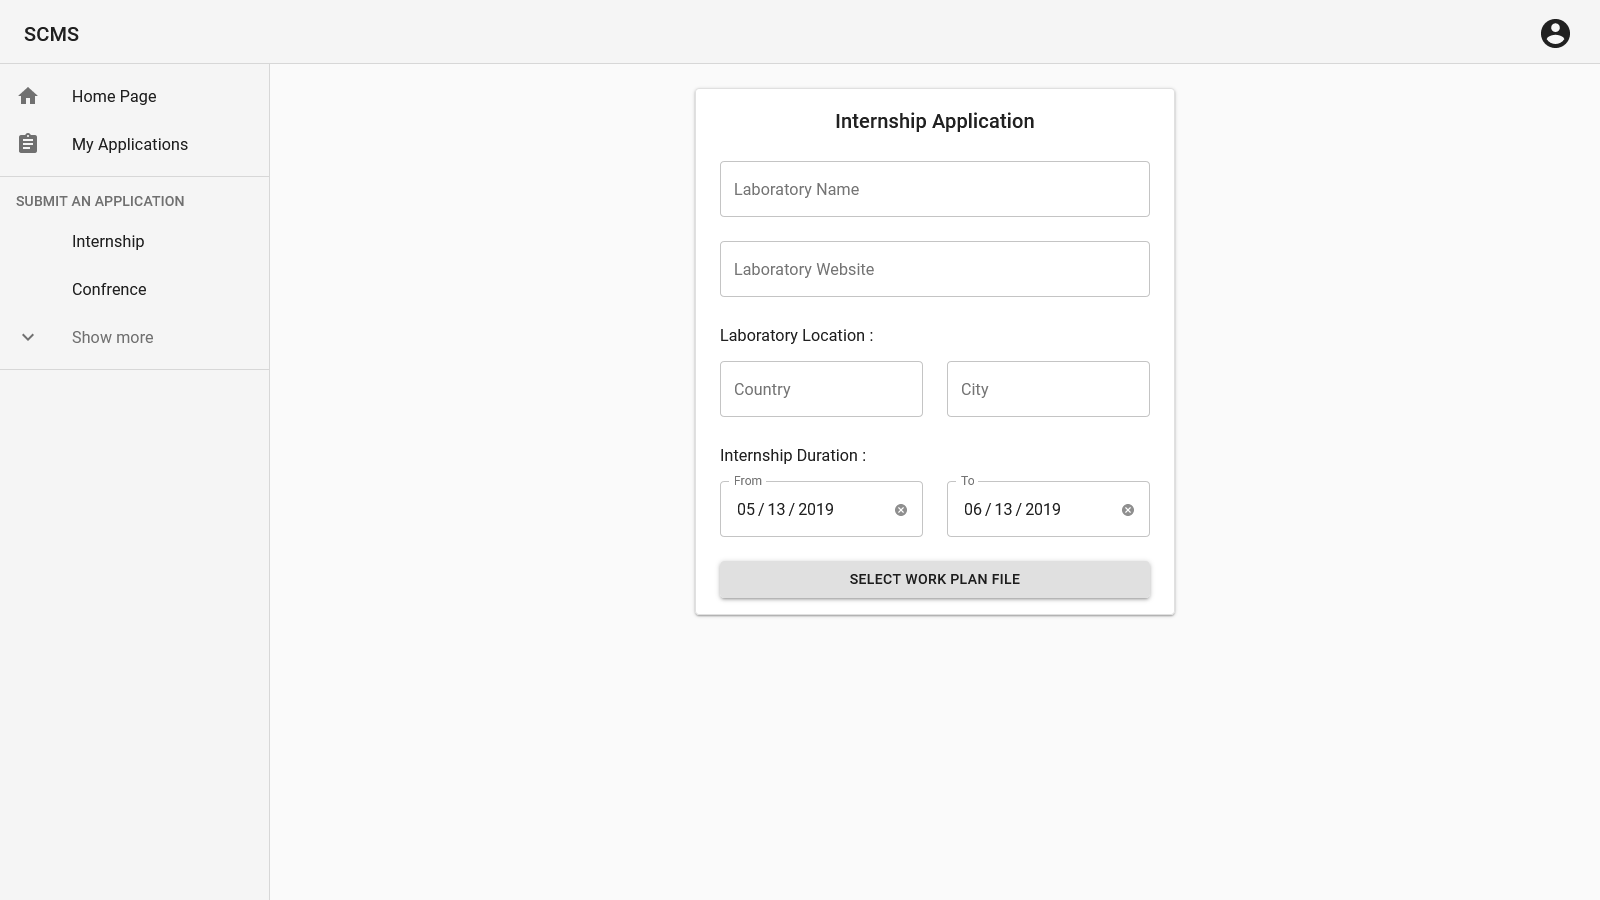 SCMS
Home Page
My Applications
SUBMIT AN APPLICATION
Internship
Confrence
Show more
Internship Application
Laboratory Name
Laboratory Website
Laboratory Location :
Country City
Internship Duration :
From To
05 / 13 / 2019 06 / 13 / 2019
SELECT WORK PLAN FILE